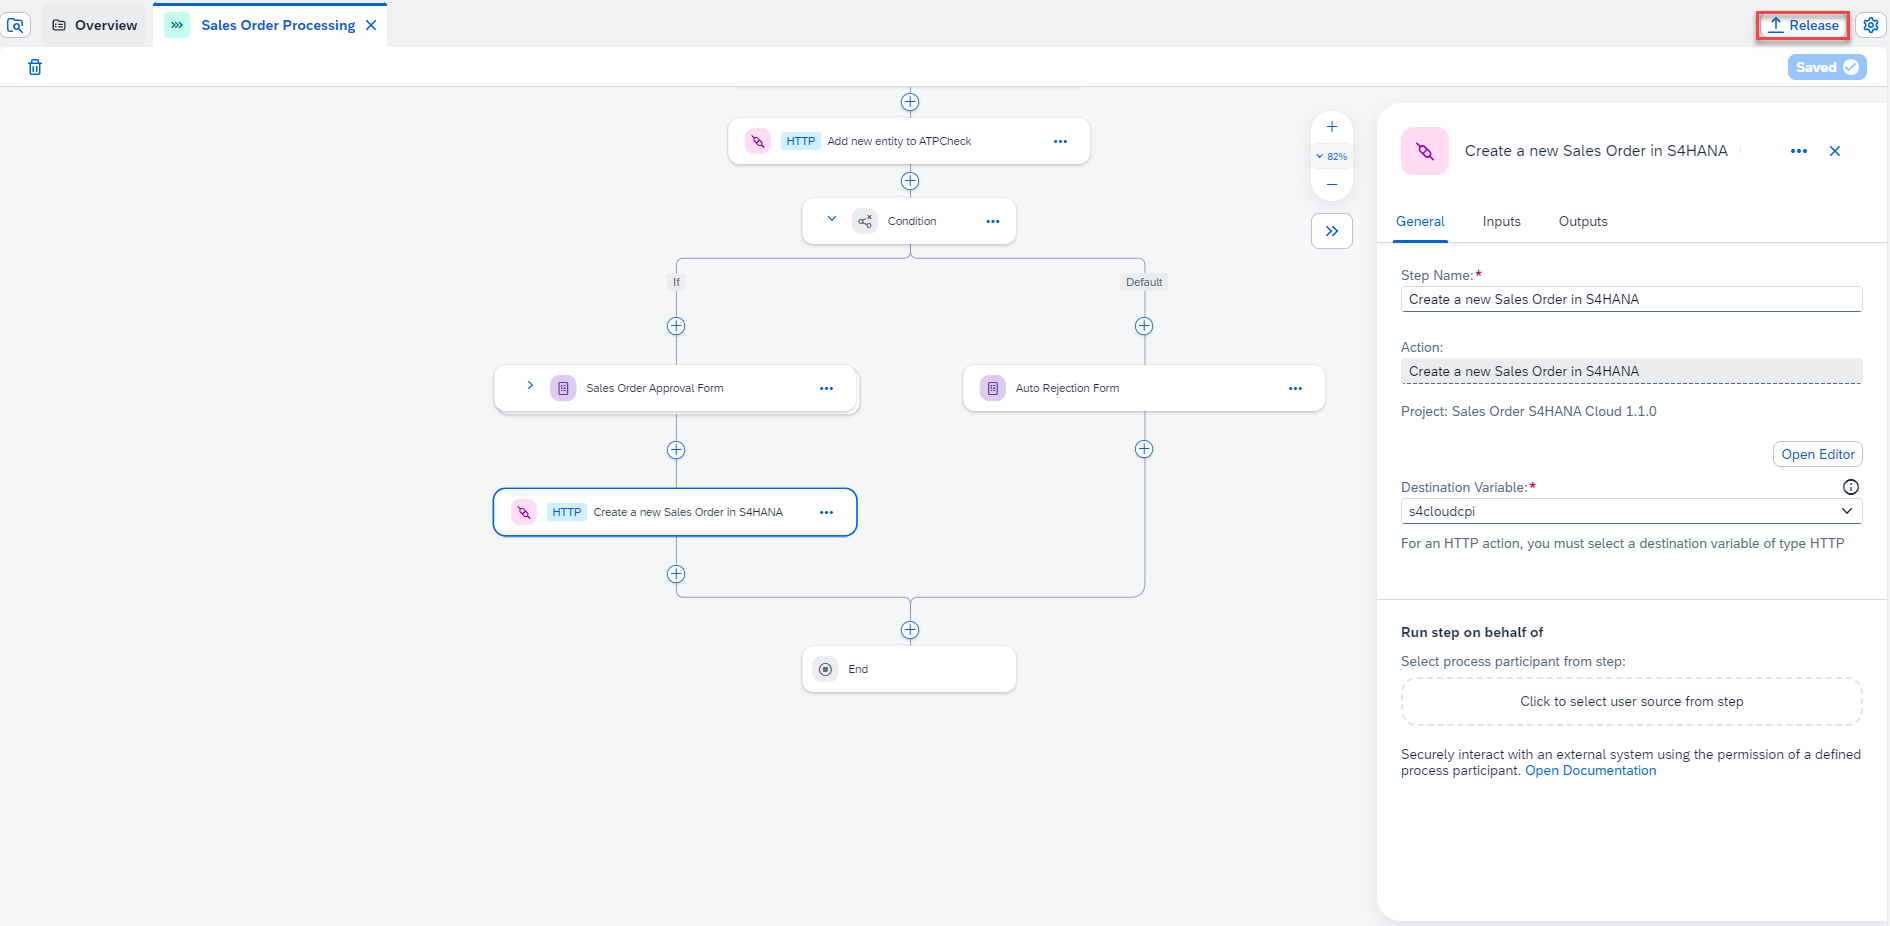 Overview
Sales Order Processing
Release
Saved
HTTP Add new entity to ATPCheck
82%
Condition
If
Default
Sales Order Approval Form
Auto Rejection Form
HTTP Create a new Sales Order in S4HANA
End
Create a new Sales Order in S4HANA
General Inputs Outputs
Step Name:*
Create a new Sales Order in S4HANA
Action:
Create a new Sales Order in S4HANA
Project: Sales Order S4HANA Cloud 1.1.0
Open Editor
Destination Variable:*
s4cloudcpi
For an HTTP action, you must select a destination variable of type HTTP
Run step on behalf of
Select process participant from step:
Click to select user source from step
Securely interact with an external system using the permission of a defined
process participant. Open Documentation